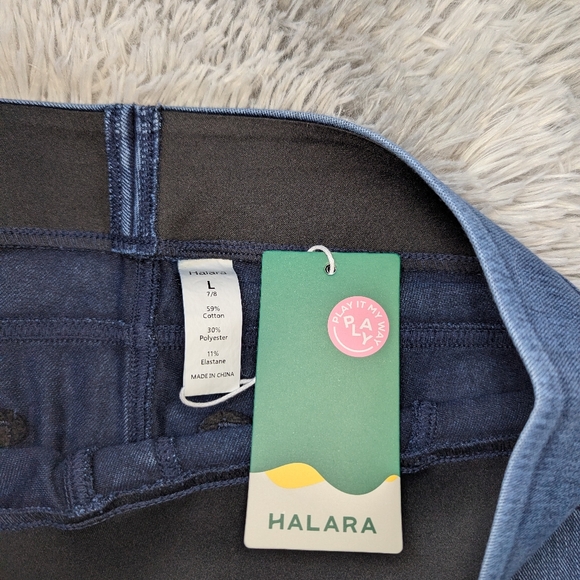 Halara
L
7/8
59%
Cotton
30%
Polyester
11%
Elastane
MADE IN CHINA
PLAY IT MY WAY
PLAY
HALARA